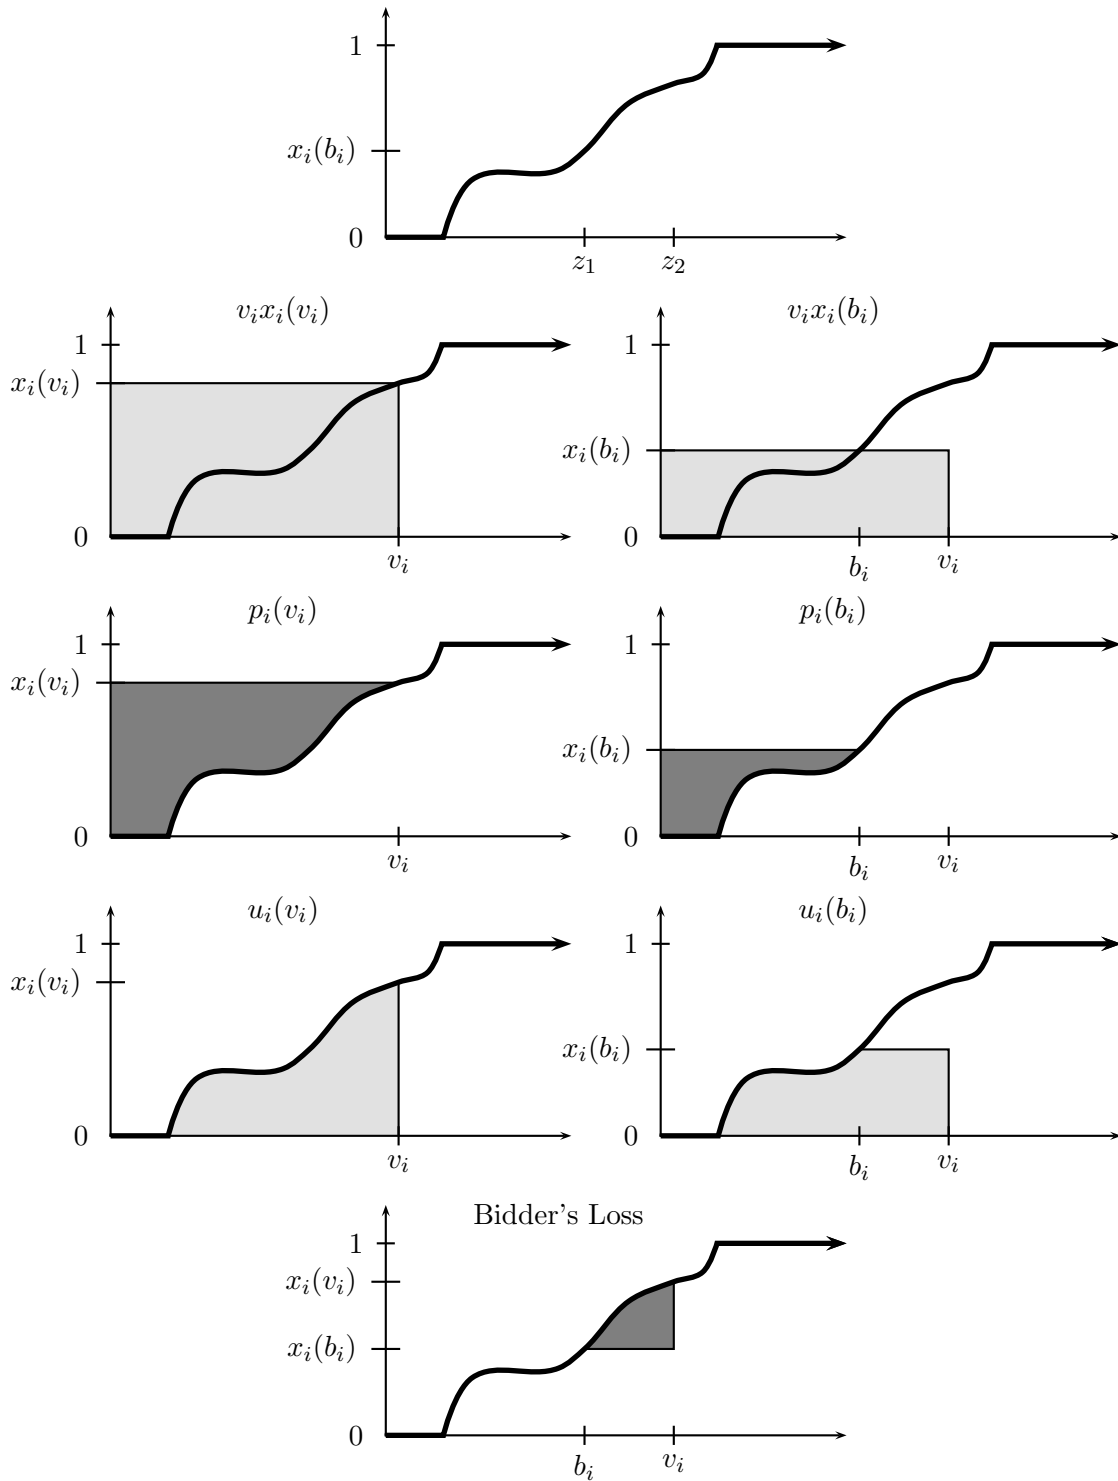 1
x_i(b_i)
0
z_1 z_2
v_i x_i(v_i)
1
x_i(v_i)
0
v_i
v_i x_i(b_i)
1
x_i(b_i)
0
b_i v_i
p_i(v_i)
1
x_i(v_i)
0
v_i
p_i(b_i)
1
x_i(b_i)
0
b_i v_i
u_i(v_i)
1
x_i(v_i)
0
v_i
u_i(b_i)
1
x_i(b_i)
0
b_i v_i
Bidder's Loss
1
x_i(v_i)
x_i(b_i)
0
b_i v_i